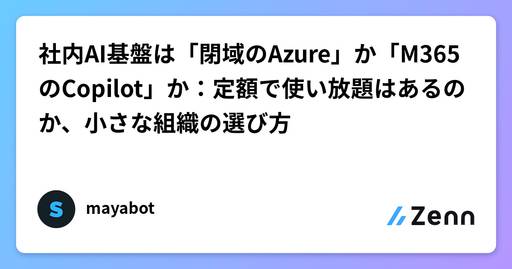 社内AI基盤は「閉域のAzure」か「M365
のCopilot」か：定額で使い放題はあるの
か、小さな組織の選び方
S
mayabot
Zenn